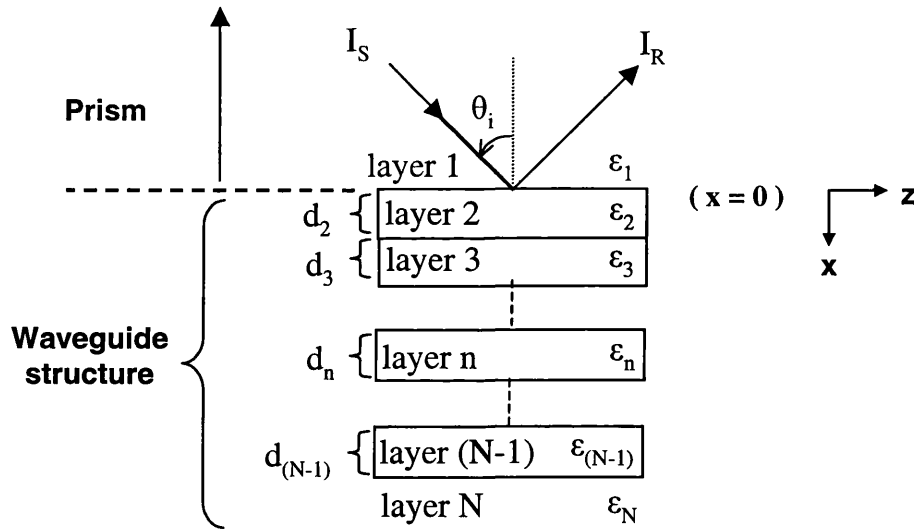 I_S
I_R
Prism
θ_i
layer 1
ε_1
( x = 0 )
z
d_2
layer 2
ε_2
d_3
layer 3
ε_3
x
Waveguide
structure
d_n
layer n
ε_n
d_(N-1)
layer (N-1)
ε_(N-1)
layer N
ε_N